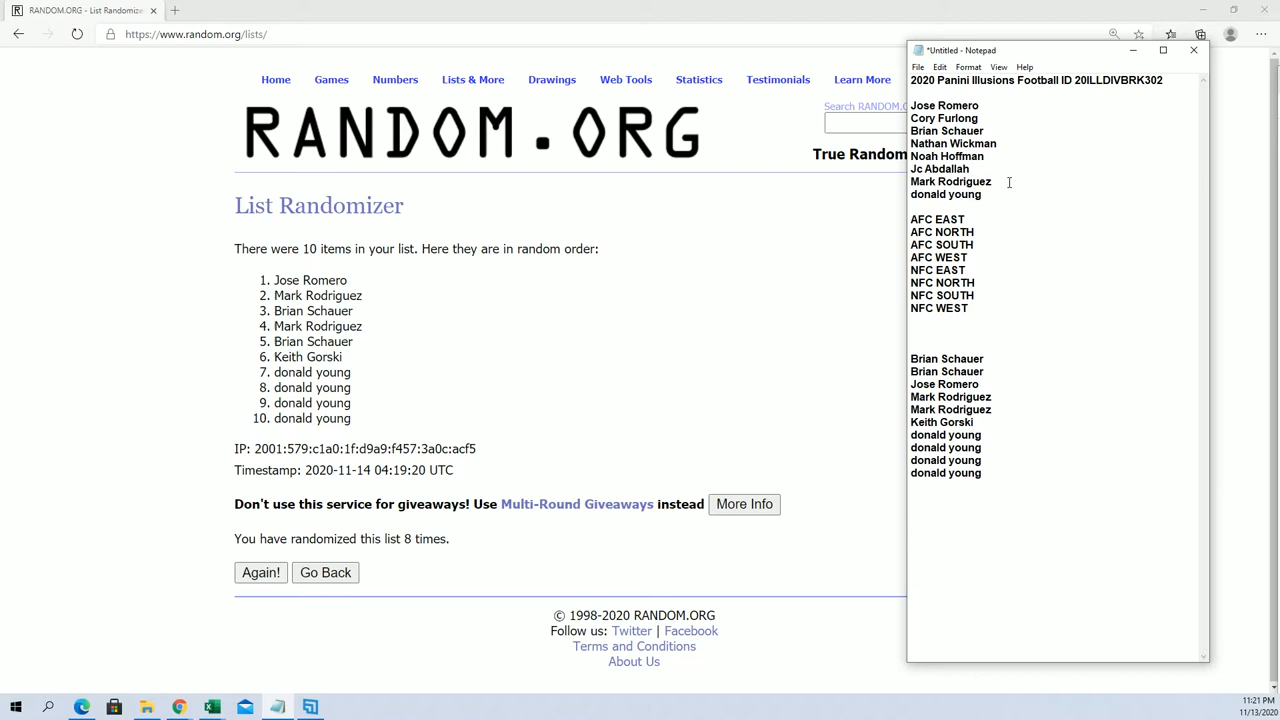 RANDOM.ORG - List Randomize
https://www.random.org/lists/
Home Games Numbers Lists & More Drawings Web Tools Statistics Testimonials Learn More
RANDOM.ORG
Search RANDOM.O
True Random
List Randomizer
There were 10 items in your list. Here they are in random order:
1. Jose Romero
2. Mark Rodriguez
3. Brian Schauer
4. Mark Rodriguez
5. Brian Schauer
6. Keith Gorski
7. donald young
8. donald young
9. donald young
10. donald young
IP: 2001:579:c1a0:1f:d9a9:f457:3a0c:acf5
Timestamp: 2020-11-14 04:19:20 UTC
Don't use this service for giveaways! Use Multi-Round Giveaways instead More Info
You have randomized this list 8 times.
Again! Go Back
© 1998-2020 RANDOM.ORG
Follow us: Twitter | Facebook
Terms and Conditions
About Us
*Untitled - Notepad
File Edit Format View Help
2020 Panini Illusions Football ID 20ILLDIVBRK302
Jose Romero
Cory Furlong
Brian Schauer
Nathan Wickman
Noah Hoffman
Jc Abdallah
Mark Rodriguez
donald young
AFC EAST
AFC NORTH
AFC SOUTH
AFC WEST
NFC EAST
NFC NORTH
NFC SOUTH
NFC WEST
Brian Schauer
Brian Schauer
Jose Romero
Mark Rodriguez
Mark Rodriguez
Keith Gorski
donald young
donald young
donald young
donald young
11:21 PM
11/13/2020